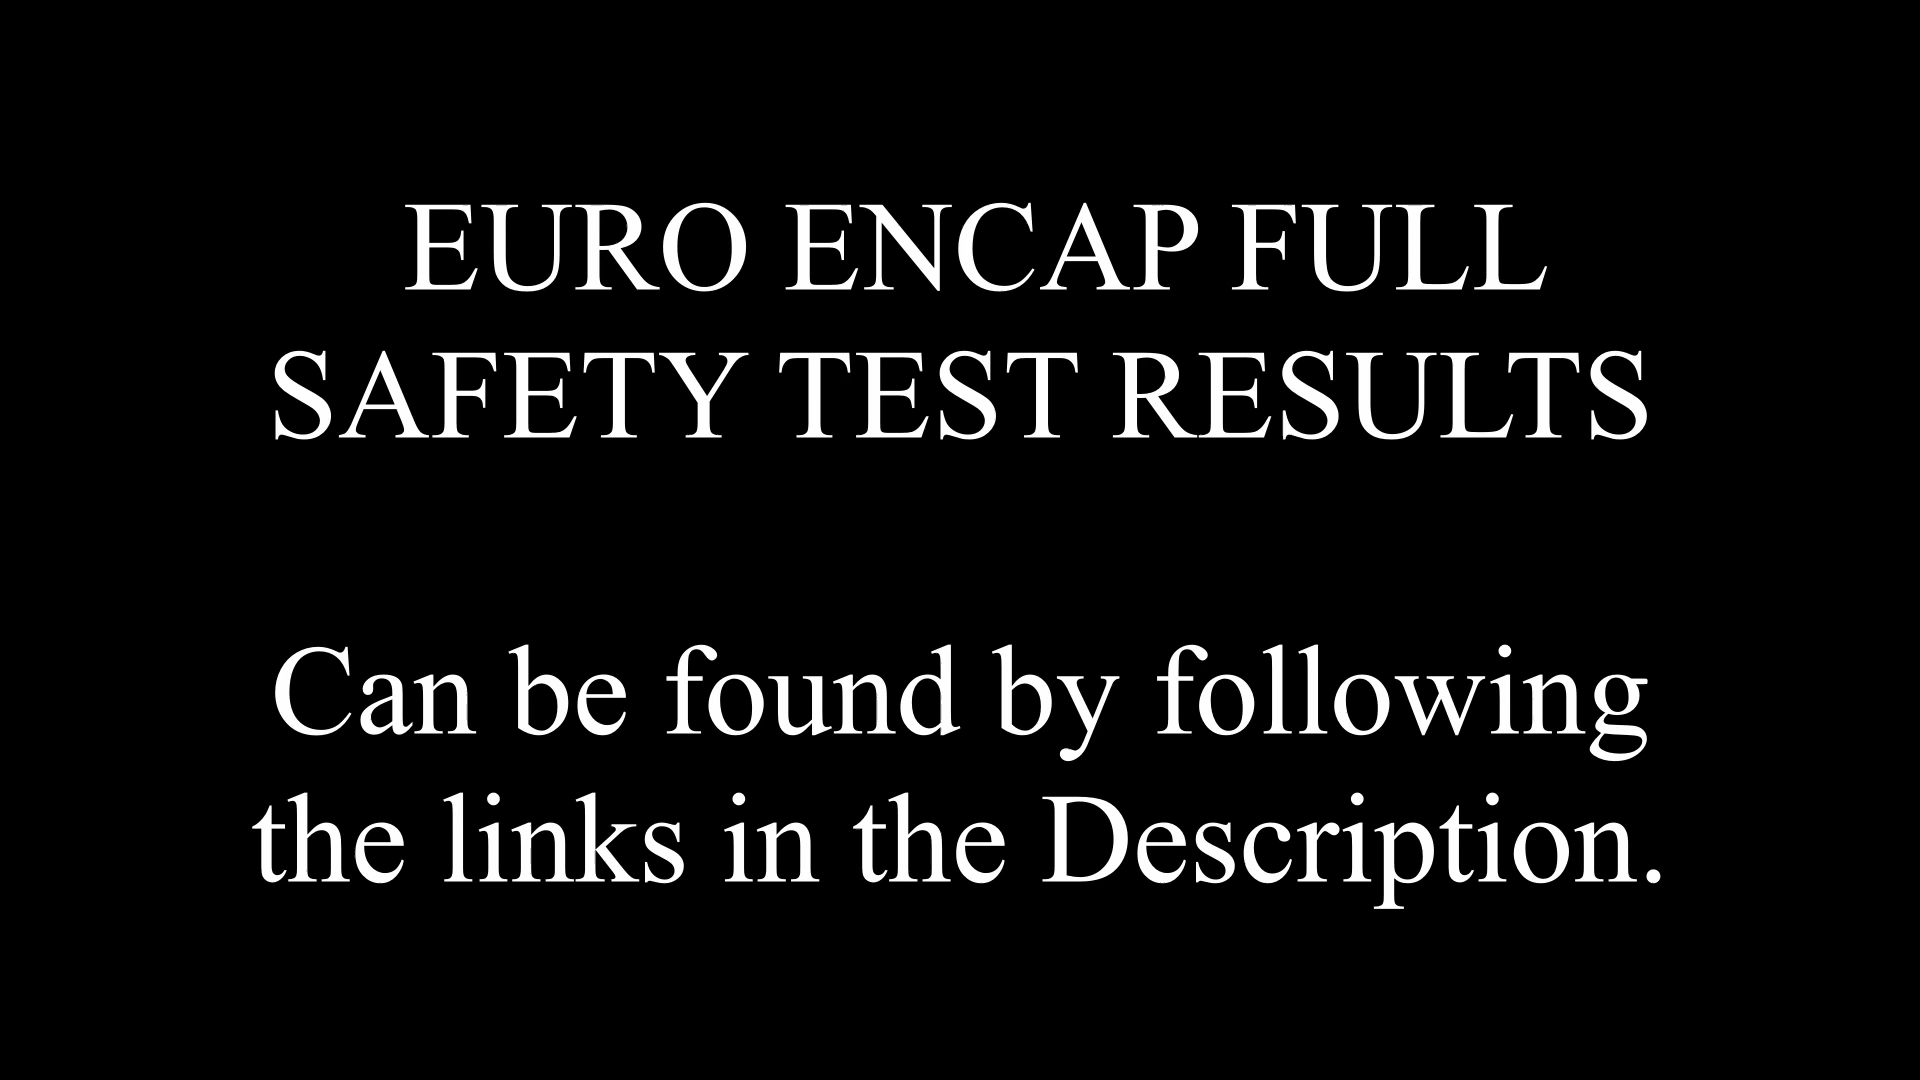 EURO ENCAP FULL
SAFETY TEST RESULTS
Can be found by following
the links in the Description.